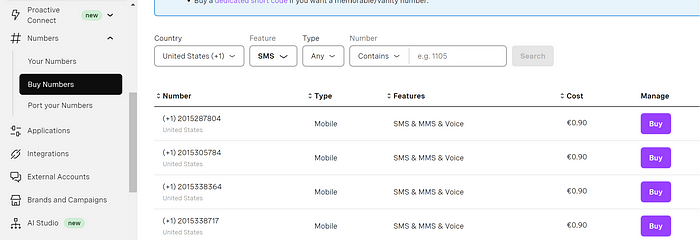 • Buy a dedicated short code if you want a memorable/vanity number.
Proactive
Connect
new
Numbers
Your Numbers
Buy Numbers
Port your Numbers
Applications
Integrations
External Accounts
Brands and Campaigns
AI Studio new
Country Feature Type Number
United States (+1) SMS Any Contains e.g. 1105 Search
Number Type Features Cost Manage
(+1) 2015287804 Mobile SMS & MMS & Voice €0.90 Buy
United States
(+1) 2015305784 Mobile SMS & MMS & Voice €0.90 Buy
United States
(+1) 2015338364 Mobile SMS & MMS & Voice €0.90 Buy
United States
(+1) 2015338717 Mobile SMS & MMS & Voice €0.90 Buy
United States